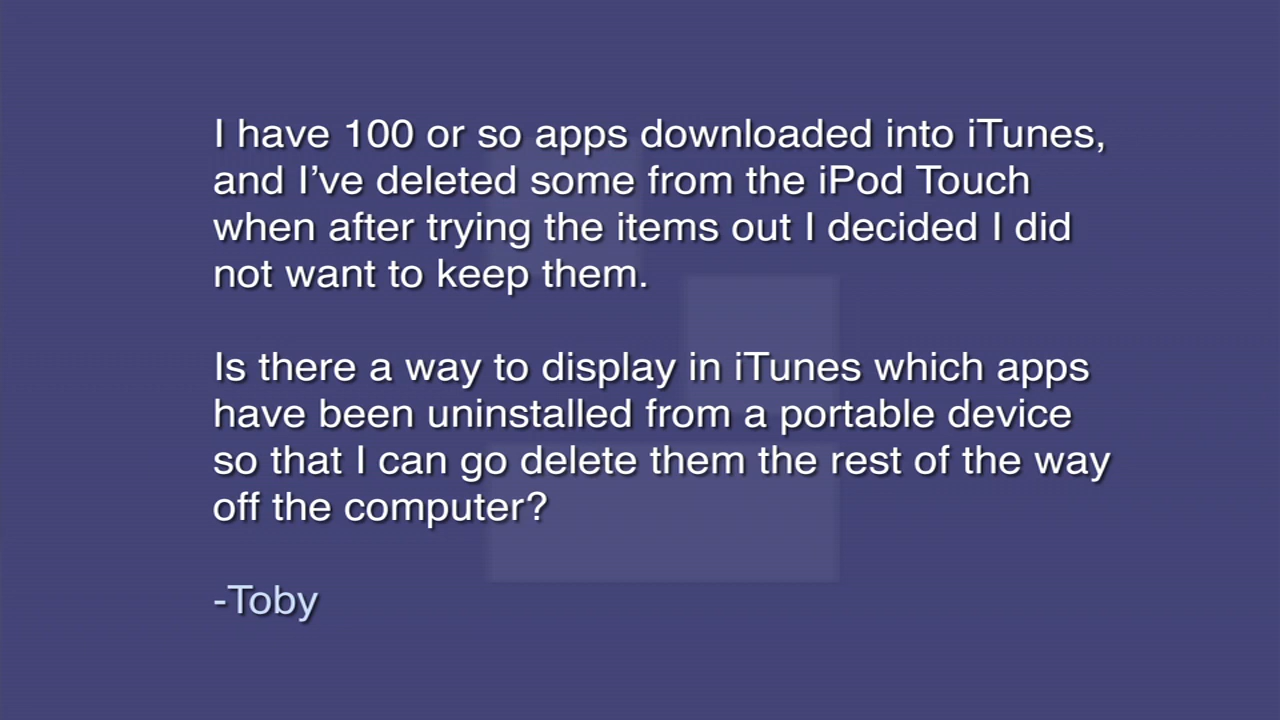 I have 100 or so apps downloaded into iTunes,
and I’ve deleted some from the iPod Touch
when after trying the items out I decided I did
not want to keep them.
Is there a way to display in iTunes which apps
have been uninstalled from a portable device
so that I can go delete them the rest of the way
off the computer?
-Toby